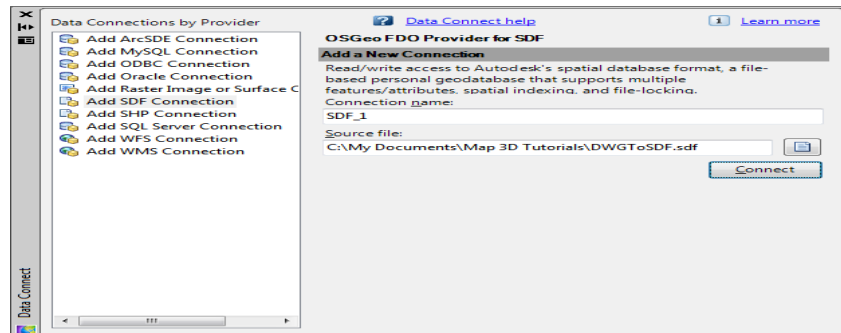 Data Connections by Provider
Add ArcSDE Connection
Add MySQL Connection
Add ODBC Connection
Add Oracle Connection
Add Raster Image or Surface C
Add SDF Connection
Add SHP Connection
Add SQL Server Connection
Add WFS Connection
Add WMS Connection
Data Connect help
1 Learn more
OSGeo FDO Provider for SDF
Add a New Connection
Read/write access to Autodesk's spatial database format, a file-
based personal geodatabase that supports multiple
features/attributes, spatial indexing, and file-locking.
Connection name:
SDF_1
Source file:
C:\My Documents\Map 3D Tutorials\DWGToSDF.sdf
Connect
Data Connect